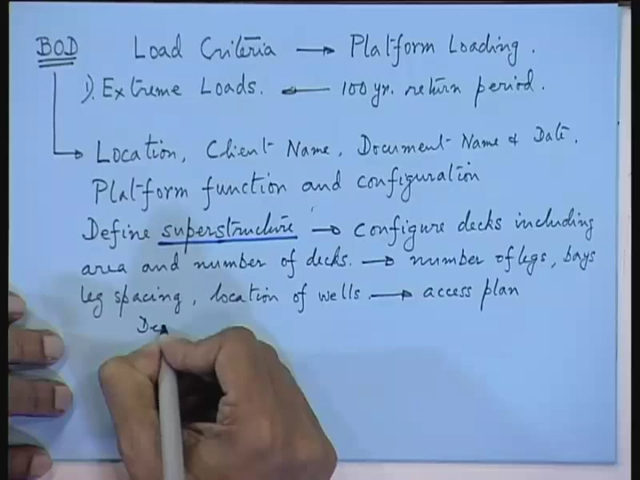 BOD Load Criteria → Platform Loading.
1). Extreme Loads. ← 100 yr. return period.
→ Location, Client Name, Document Name & Date.
Platform function and configuration
Define superstructure → configure decks including
area and number of decks. → number of legs, bays
leg spacing, location of wells → access plan
De